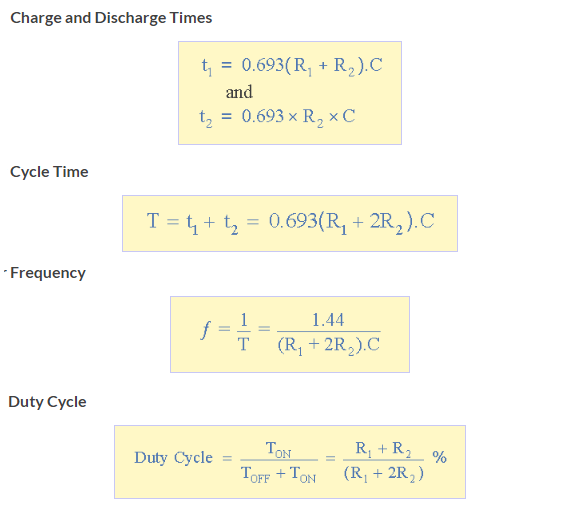 Charge and Discharge Times
t₁ = 0.693(R₁ + R₂).C
and
t₂ = 0.693 × R₂ × C
Cycle Time
T = t₁ + t₂ = 0.693(R₁ + 2R₂).C
Frequency
f = 1/T = 1.44/(R₁ + 2R₂).C
Duty Cycle
Duty Cycle = T_ON/(T_OFF + T_ON) = R₁ + R₂/(R₁ + 2R₂) %